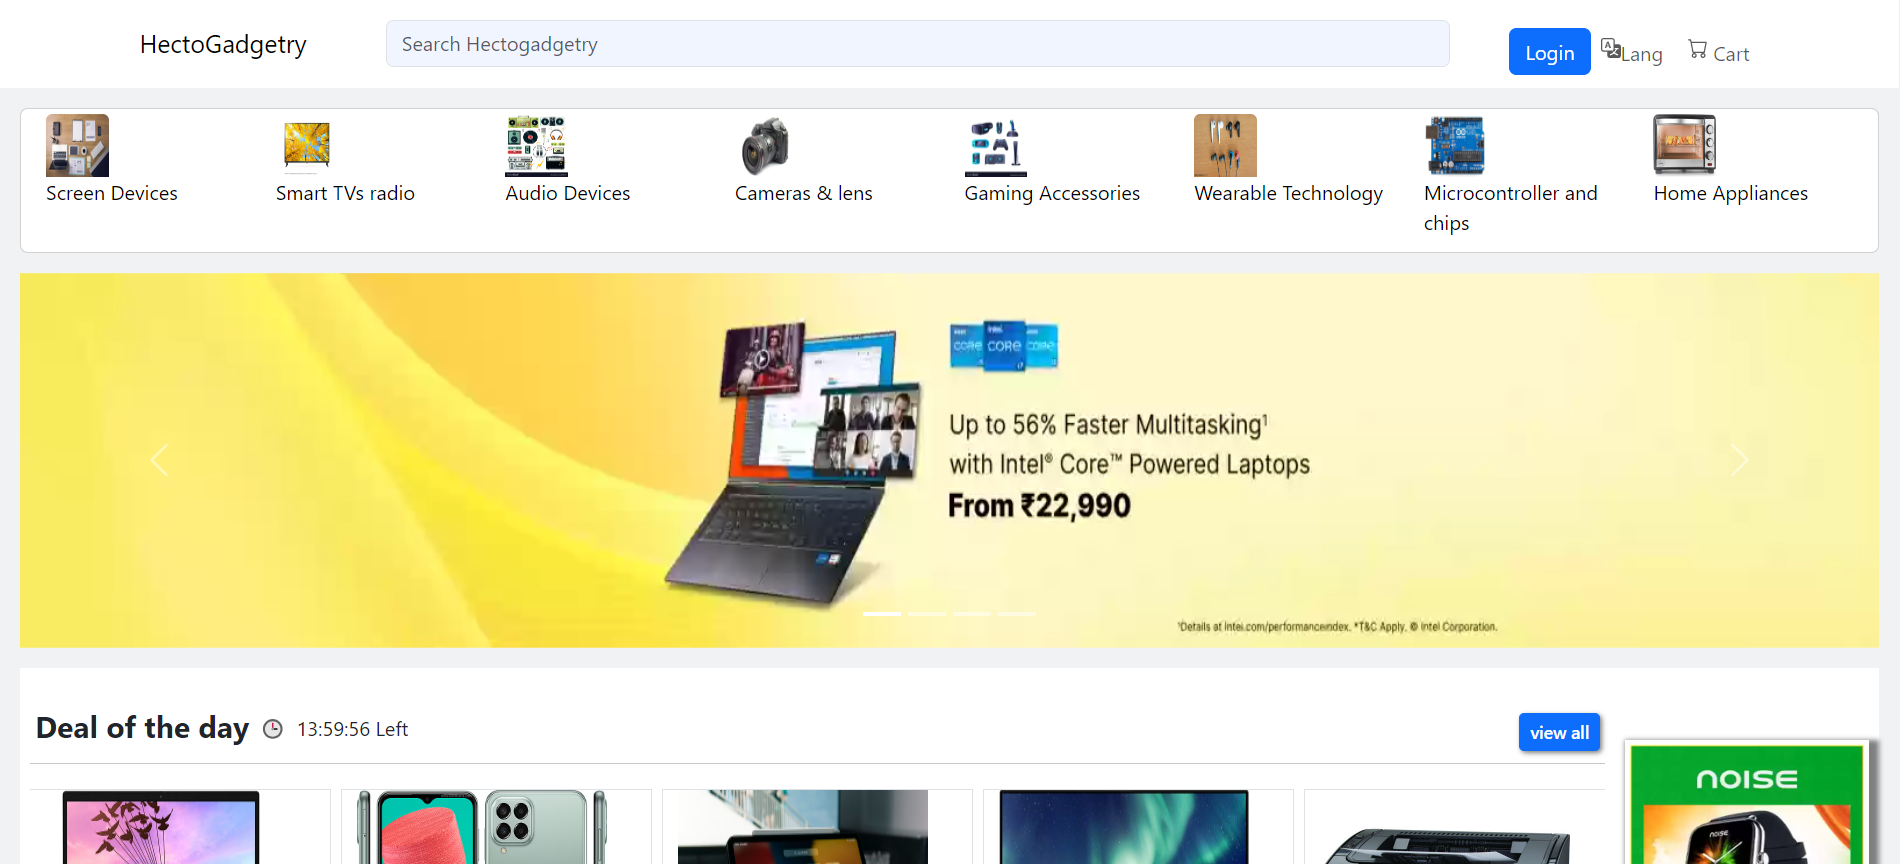 HectoGadgetry
Search Hectogadgetry
Login
Lang
Cart
Screen Devices
Smart TVs radio
Audio Devices
Cameras & lens
Gaming Accessories
Wearable Technology
Microcontroller and
chips
Home Appliances
intel
CORE CORE CORE
Up to 56% Faster Multitasking¹
with Intel® Core™ Powered Laptops
From ₹22,990
¹Details at intel.com/performanceindex. *T&C Apply. © Intel Corporation.
Deal of the day
13:59:56 Left
view all
NOISE
noise